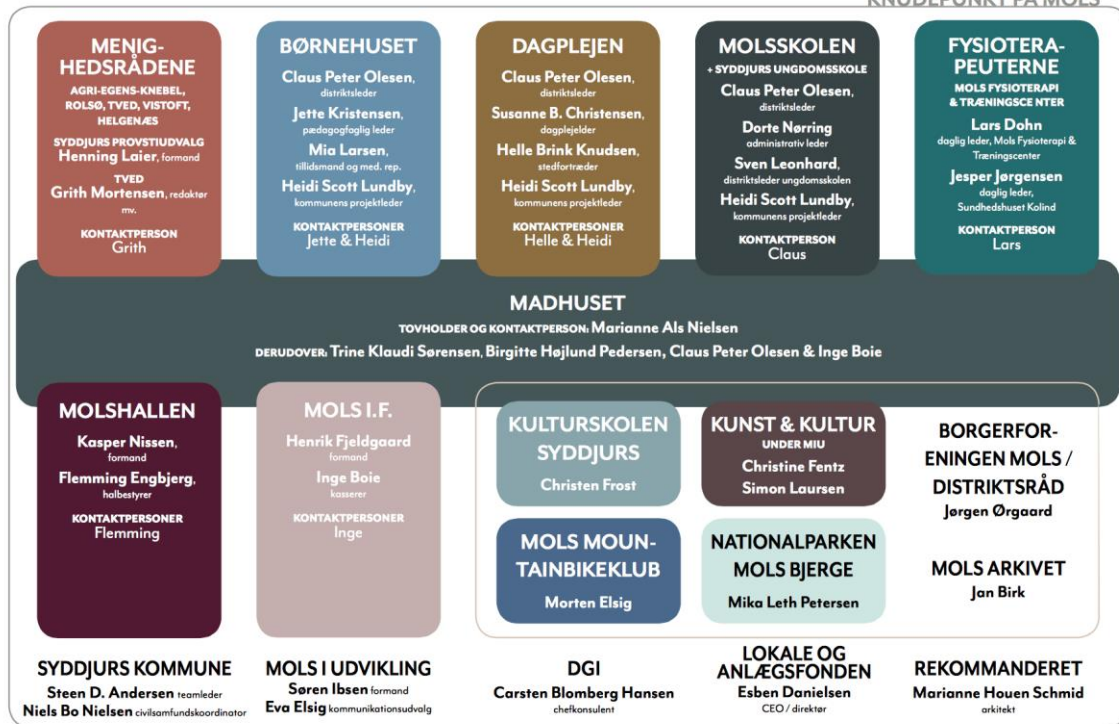 KNUDEPUNKT PÅ MOLS
MENIG-
HEDSRÅDENE
AGRI-EGENS-KNEBEL,
ROLSØ, TVED, VISTOFT,
HELGENÆS
SYDDJURS PROVSTIUDVALG
Henning Laier, formand
TVED
Grith Mortensen, redaktør
mv.
KONTAKTPERSON
Grith
BØRNEHUSET
Claus Peter Olesen,
distriktsleder
Jette Kristensen,
pædagogfaglig leder
Mia Larsen,
tillidsmand og med. rep.
Heidi Scott Lundby,
kommunens projektleder
KONTAKTPERSONER
Jette & Heidi
DAGPLEJEN
Claus Peter Olesen,
distriktsleder
Susanne B. Christensen,
dagplejelder
Helle Brink Knudsen,
stedfortræder
Heidi Scott Lundby,
kommunens projektleder
KONTAKTPERSONER
Helle & Heidi
MOLSSKOLEN
+ SYDDJURS UNGDOMSSKOLE
Claus Peter Olesen,
distriktsleder
Dorte Nørring
administrativ leder
Sven Leonhard,
distriktsleder ungdomsskolen
Heidi Scott Lundby,
kommunens projektleder
KONTAKTPERSON
Claus
FYSIOTERA-
PEUTERNE
MOLS FYSIOTERAPI
& TRÆNINGSCE NTER
Lars Dohn
daglig leder, Mols Fysioterapi &
Træningscenter
Jesper Jørgensen
daglig leder,
Sundhedshuset Kolind
KONTAKTPERSON
Lars
MADHUSET
TOVHOLDER OG KONTAKTPERSON: Marianne Als Nielsen
DERUDOVER: Trine Klaudi Sørensen, Birgitte Højlund Pedersen, Claus Peter Olesen & Inge Boie
MOLSHALLEN
Kasper Nissen,
formand
Flemming Engbjerg,
halbestyrer
KONTAKTPERSONER
Flemming
MOLS I.F.
Henrik Fjeldgaard
formand
Inge Boie
kasserer
KONTAKTPERSONER
Inge
KULTURSKOLEN
SYDDJURS
Christen Frost
KUNST & KULTUR
UNDER MIU
Christine Fentz
Simon Laursen
BORGERFOR-
ENINGEN MOLS /
DISTRIKTSRÅD
Jørgen Ørgaard
MOLS MOUN-
TAINBIKEKLUB
Morten Elsig
NATIONALPARKEN
MOLS BJERGE
Mika Leth Petersen
MOLS ARKIVET
Jan Birk
SYDDJURS KOMMUNE
Steen D. Andersen teamleder
Niels Bo Nielsen civilsamfundskoordinator
MOLS I UDVIKLING
Søren Ibsen formand
Eva Elsig kommunikationsudvalg
DGI
Carsten Blomberg Hansen
chefkonsulent
LOKALE OG
ANLÆGSFONDEN
Esben Danielsen
CEO / direktør
REKOMMANDERET
Marianne Houen Schmid
arkitekt